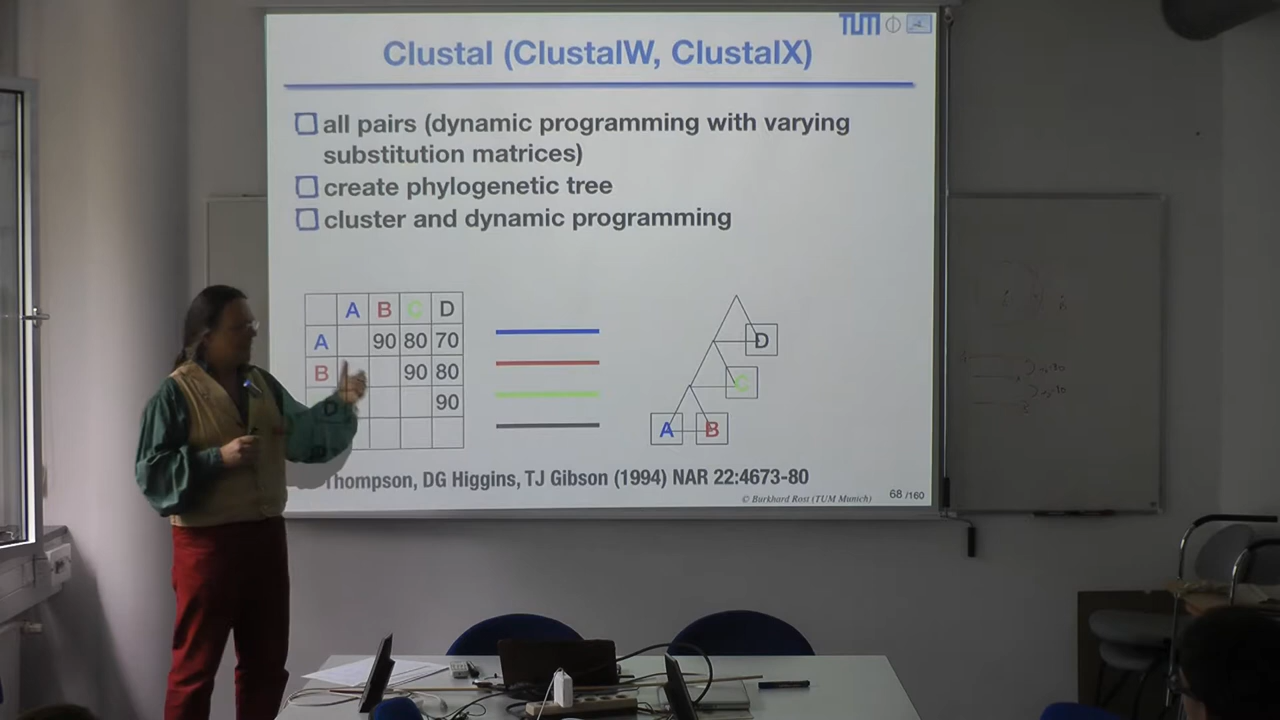 TUM
Clustal (ClustalW, ClustalX)
all pairs (dynamic programming with varying
substitution matrices)
create phylogenetic tree
cluster and dynamic programming
A B C D
A 90 80 70
B 90 80
D 90
D
C
A B
Thompson, DG Higgins, TJ Gibson (1994) NAR 22:4673-80
© Burkhard Rost (TUM Munich) 68 /160